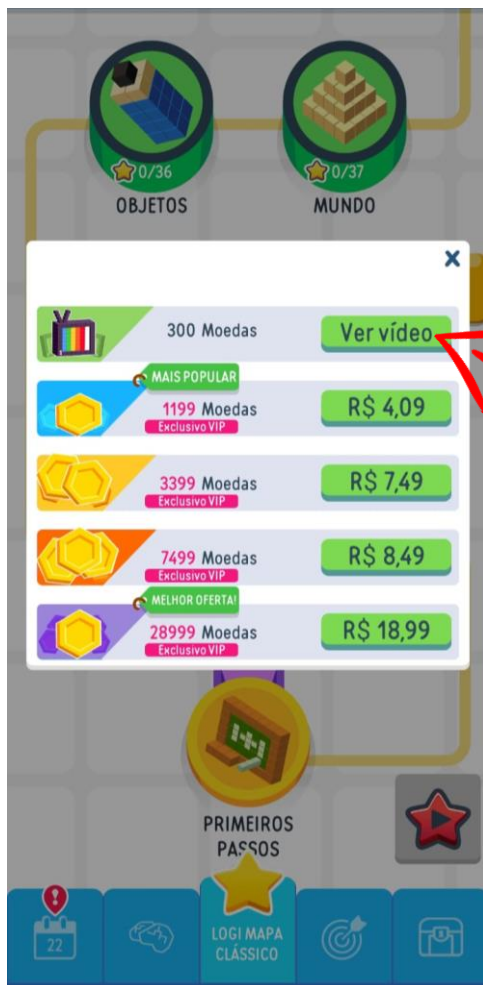 0/36
0/37
OBJETOS
MUNDO
x
300 Moedas
Ver vídeo
MAIS POPULAR
1199 Moedas
Exclusivo VIP
R$ 4,09
3399 Moedas
Exclusivo VIP
R$ 7,49
7499 Moedas
Exclusivo VIP
R$ 8,49
MELHOR OFERTA!
28999 Moedas
Exclusivo VIP
R$ 18,99
1+1
PRIMEIROS
PASSOS
!
22
LOGI MAPA
CLÁSSICO